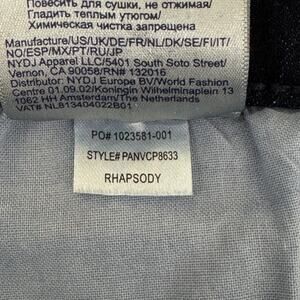 Повесить для сушки, не отжимая/
Гладить теплым утюгом/
Химическая чистка запрещена
Manufacture/US/UK/DE/FR/NL/DK/SE/FI/IT/
NO/ES/MX/PT/RU/JP
NYDJ Apparel LLC/5401 South Soto Street/
Vernon, CA 90058/RN# 132016
Distributor: NYDJ Europe BV/World Fashion
Centre 01.09.02/Koningin Wilhelminaplein 13
1062 HH Amsterdam/The Netherlands
VAT# NL813404022B01
PO# 1023581-001
STYLE# PANVCP8633
RHAPSODY